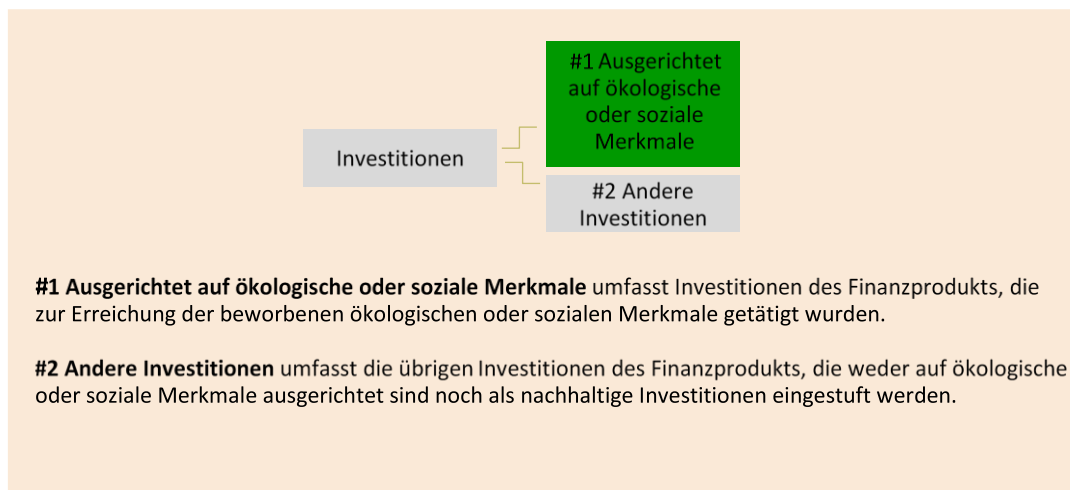 #1 Ausgerichtet
auf ökologische
oder soziale
Merkmale
Investitionen
#2 Andere
Investitionen
#1 Ausgerichtet auf ökologische oder soziale Merkmale umfasst Investitionen des Finanzprodukts, die
zur Erreichung der beworbenen ökologischen oder sozialen Merkmale getätigt wurden.
#2 Andere Investitionen umfasst die übrigen Investitionen des Finanzprodukts, die weder auf ökologische
oder soziale Merkmale ausgerichtet sind noch als nachhaltige Investitionen eingestuft werden.